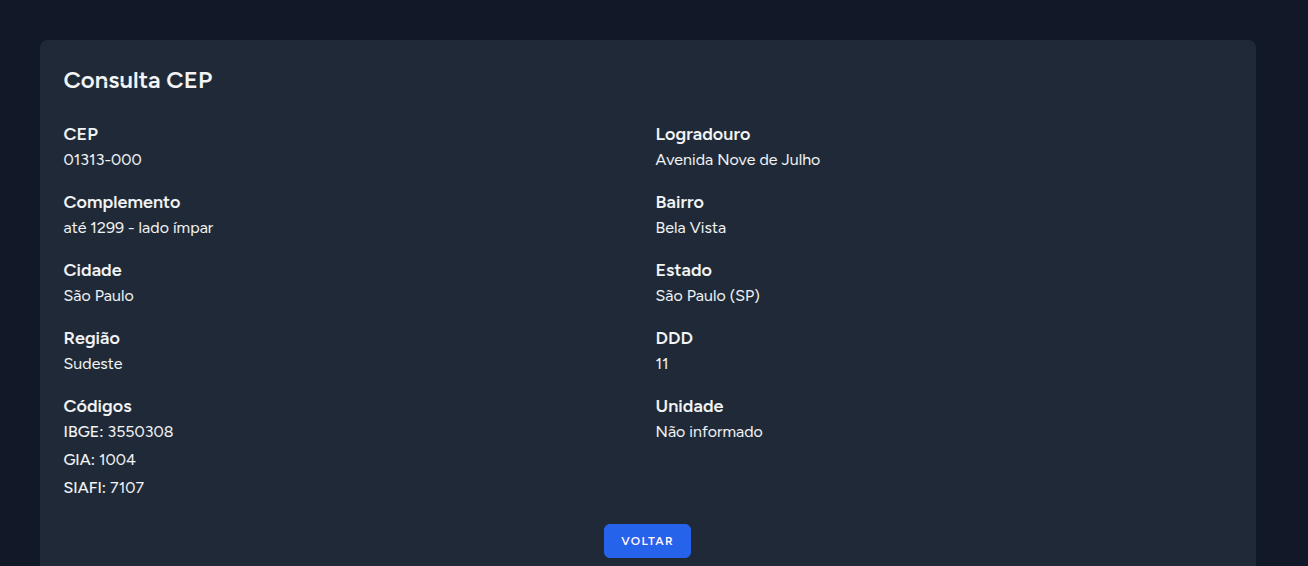 Consulta CEP
CEP
01313-000
Logradouro
Avenida Nove de Julho
Complemento
até 1299 - lado ímpar
Bairro
Bela Vista
Cidade
São Paulo
Estado
São Paulo (SP)
Região
Sudeste
DDD
11
Códigos
IBGE: 3550308
GIA: 1004
SIAFI: 7107
Unidade
Não informado
VOLTAR